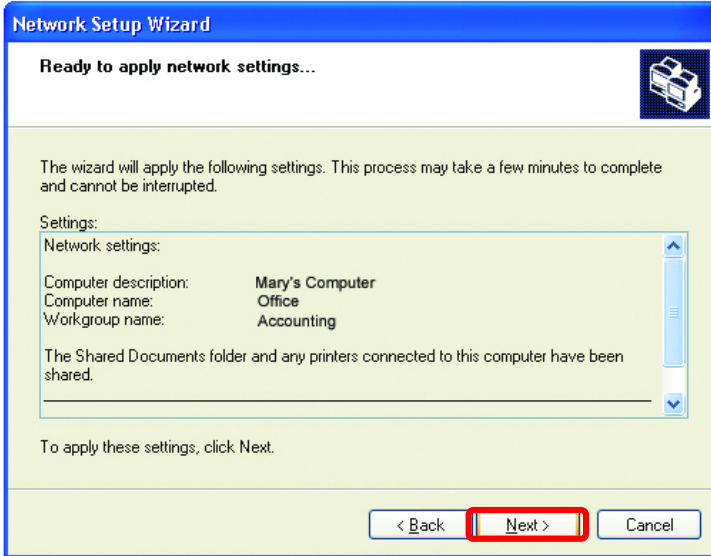 Network Setup Wizard
Ready to apply network settings...
The wizard will apply the following settings. This process may take a few minutes to complete
and cannot be interrupted.
Settings:
Network settings:
Computer description: Mary's Computer
Computer name: Office
Workgroup name: Accounting
The Shared Documents folder and any printers connected to this computer have been
shared.
To apply these settings, click Next.
< Back Next > Cancel